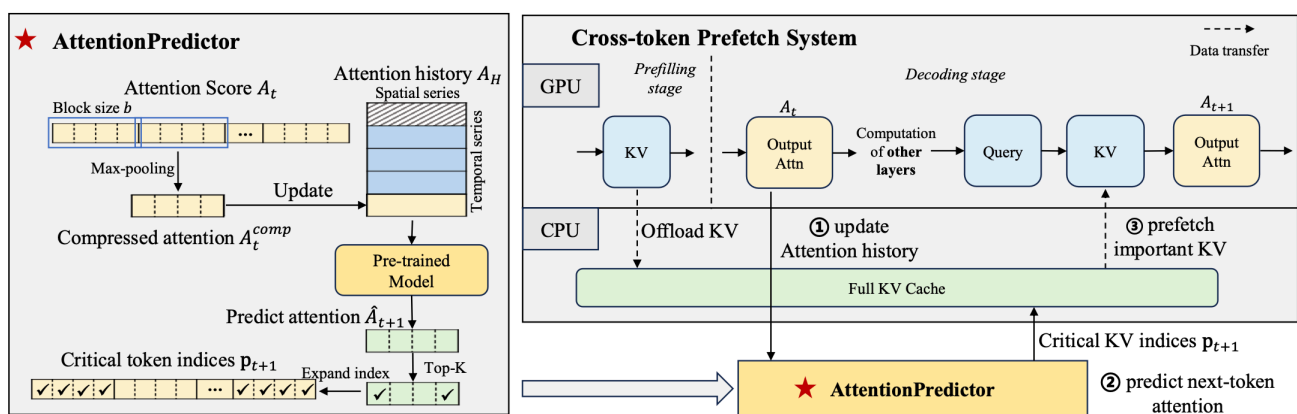 ★ AttentionPredictor
Attention Score A_t
Block size b
...
Max-pooling
Compressed attention A_t^{comp}
Update
Attention history A_H
Spatial series
Temporal series
Pre-trained
Model
Predict attention Â_{t+1}
Top-K
Expand index
Critical token indices p_{t+1}
✓ ✓ ✓ ✓ ... ✓ ✓ ✓ ✓
✓ ✓
Cross-token Prefetch System
Data transfer
GPU
Prefilling
stage
Decoding stage
KV
A_t
Output
Attn
Computation
of other
layers
Query
KV
A_{t+1}
Output
Attn
CPU
Offload KV
① update
Attention history
③ prefetch
important KV
Full KV Cache
Critical KV indices p_{t+1}
★ AttentionPredictor
② predict next-token
attention